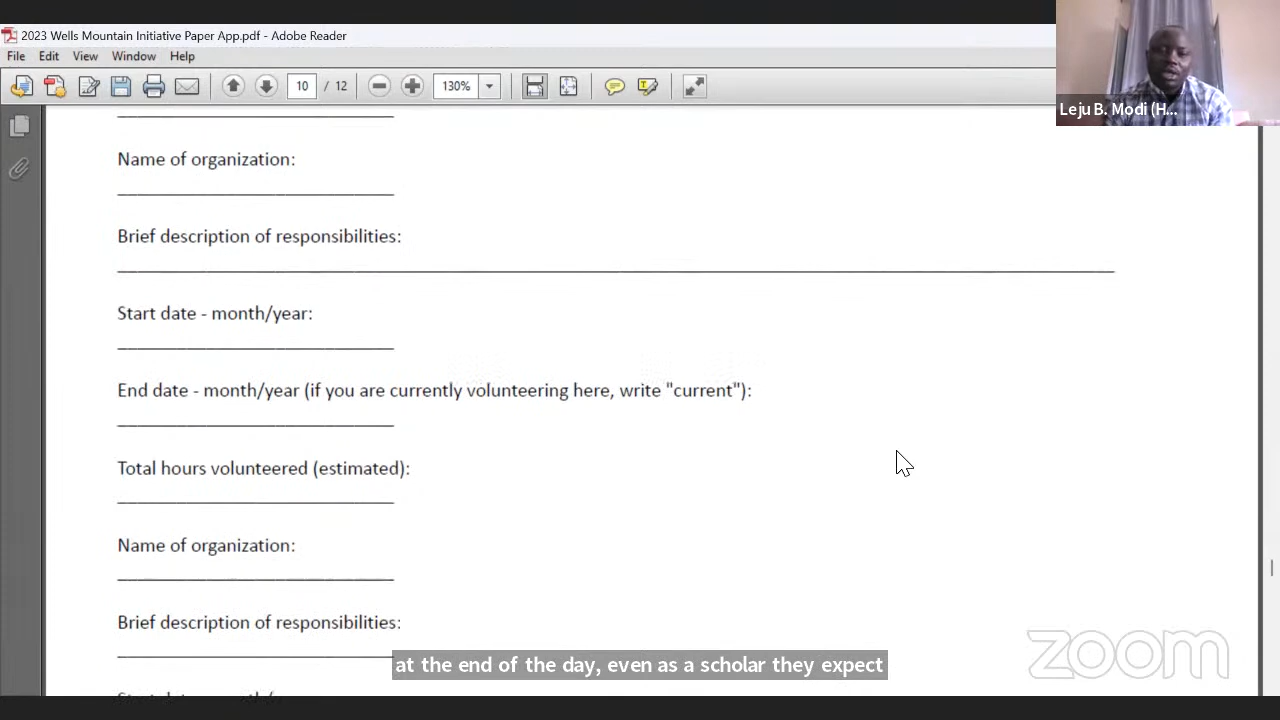 2023 Wells Mountain Initiative Paper App.pdf - Adobe Reader
File Edit View Window Help
10 / 12 130%
Leju B. Modi (H...
Name of organization:
Brief description of responsibilities:
Start date - month/year:
End date - month/year (if you are currently volunteering here, write "current"):
Total hours volunteered (estimated):
Name of organization:
Brief description of responsibilities:
at the end of the day, even as a scholar they expect
zoom